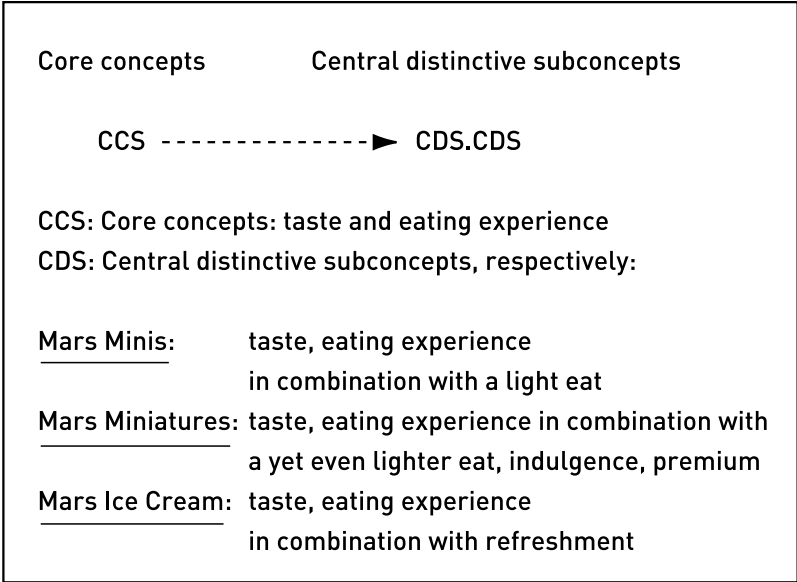 Core concepts Central distinctive subconcepts
CCS CDS.CDS
CCS: Core concepts: taste and eating experience
CDS: Central distinctive subconcepts, respectively:
Mars Minis: taste, eating experience
in combination with a light eat
Mars Miniatures: taste, eating experience in combination with
a yet even lighter eat, indulgence, premium
Mars Ice Cream: taste, eating experience
in combination with refreshment